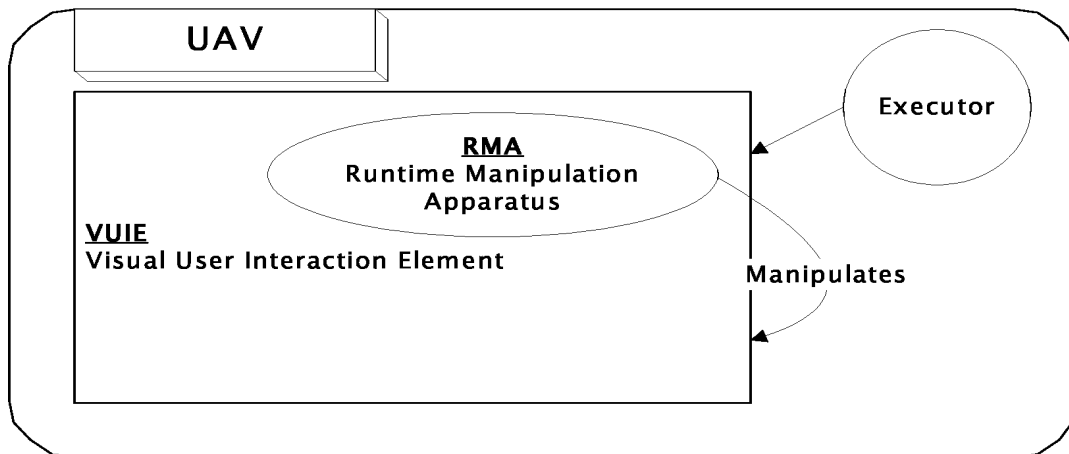 UAV
Executor
RMA
Runtime Manipulation
Apparatus
VUIE
Visual User Interaction Element
Manipulates